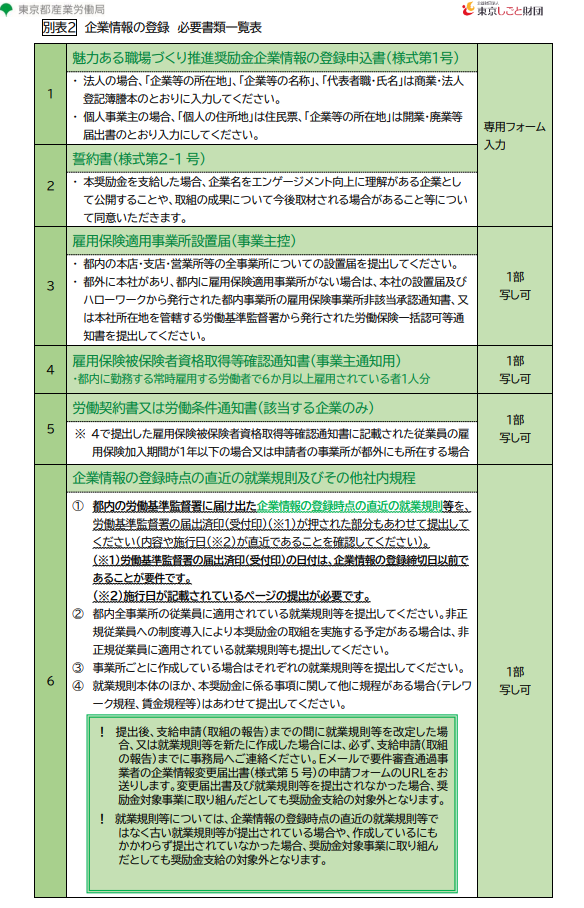 東京都産業労働局
公益財団法人
東京しごと財団
別表2 企業情報の登録 必要書類一覧表
1
魅力ある職場づくり推進奨励金企業情報の登録申込書(様式第1号)
・ 法人の場合、「企業等の所在地」、「企業等の名称」、「代表者職・氏名」は商業・法人
登記簿謄本のとおりに入力してください。
・ 個人事業主の場合、「個人の住所地」は住民票、「企業等の所在地」は開業・廃業等
届出書のとおり入力にしてください。
専用フォーム
入力
2
誓約書(様式第2-1号)
・ 本奨励金を支給した場合、企業名をエンゲージメント向上に理解がある企業とし
て公開することや、取組の成果について今後取材される場合があること等につい
て同意いただきます。
3
雇用保険適用事業所設置届(事業主控)
・ 都内の本店・支店・営業所等の全事業所についての設置届を提出してください。
・ 都外に本社があり、都内に雇用保険適用事業所がない場合は、本社の設置届及び
ハローワークから発行された都内事業所の雇用保険事業所非該当承認通知書、又
は本社所在地を管轄する労働基準監督署から発行された労働保険一括認可等通
知書を提出してください。
1部
写し可
4
雇用保険被保険者資格取得等確認通知書(事業主通知用)
・都内に勤務する常時雇用する労働者で6か月以上雇用されている者1人分
1部
写し可
5
労働契約書又は労働条件通知書(該当する企業のみ)
※ 4で提出した雇用保険被保険者資格取得等確認通知書に記載された従業員の雇
用保険加入期間が1年以下の場合又は申請者の事業所が都外にも所在する場合
1部
写し可
6
企業情報の登録時点の直近の就業規則及びその他社内規程
① 都内の労働基準監督署に届け出た企業情報の登録時点の直近の就業規則等を、
労働基準監督署の届出済印(受付印)(※1)が押された部分もあわせて提出して
ください(内容や施行日(※2)が直近であることを確認してください)。
(※1)労働基準監督署の届出済印(受付印)の日付は、企業情報の登録締切日以前で
あることが要件です。
(※2)施行日が記載されているページの提出が必要です。
② 都内全事業所の従業員に適用されている就業規則等を提出してください。非正
規従業員への制度導入により本奨励金の取組を実施する予定がある場合は、非
正規従業員に適用されている就業規則等も提出してください。
③ 事業所ごとに作成している場合はそれぞれの就業規則等を提出してください。
④ 就業規則本体のほか、本奨励金に係る事項に関して他に規程がある場合(テレワ
ーク規程、賃金規程等)はあわせて提出してください。
! 提出後、支給申請(取組の報告)までの間に就業規則等を改定した場
合、又は就業規則等を新たに作成した場合には、必ず、支給申請(取組
の報告)までに事務局へご連絡ください。Eメールで要件審査通過事
業者の企業情報変更届出書(様式第5号)の申請フォームのURLをお
送りします。変更届出書及び就業規則等を提出されなかった場合、奨
励金対象事業に取り組んだとしても奨励金支給の対象外となります。
! 就業規則等については、企業情報の登録時点の直近の就業規則等で
はなく古い就業規則等が提出されている場合や、作成しているにも
かかわらず提出されていなかった場合、奨励金対象事業に取り組ん
だとしても奨励金支給の対象外となります。
1部
写し可